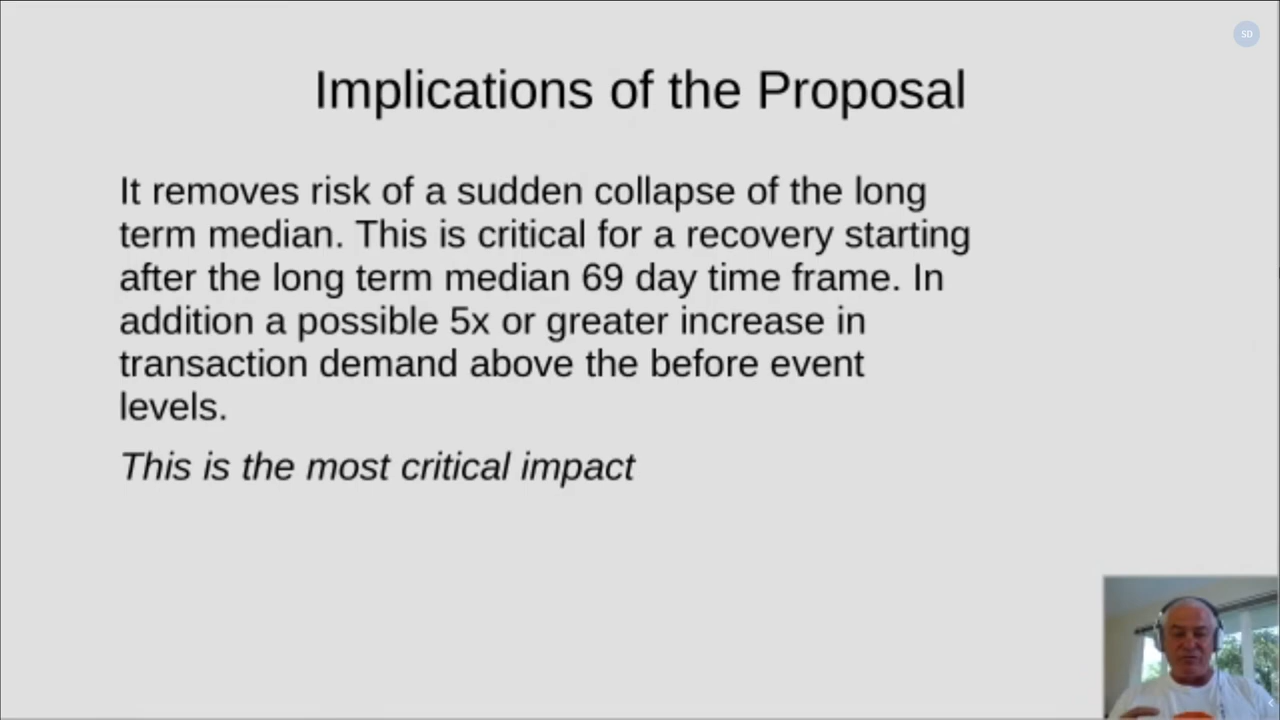 SD
Implications of the Proposal
It removes risk of a sudden collapse of the long
term median. This is critical for a recovery starting
after the long term median 69 day time frame. In
addition a possible 5x or greater increase in
transaction demand above the before event
levels.
This is the most critical impact